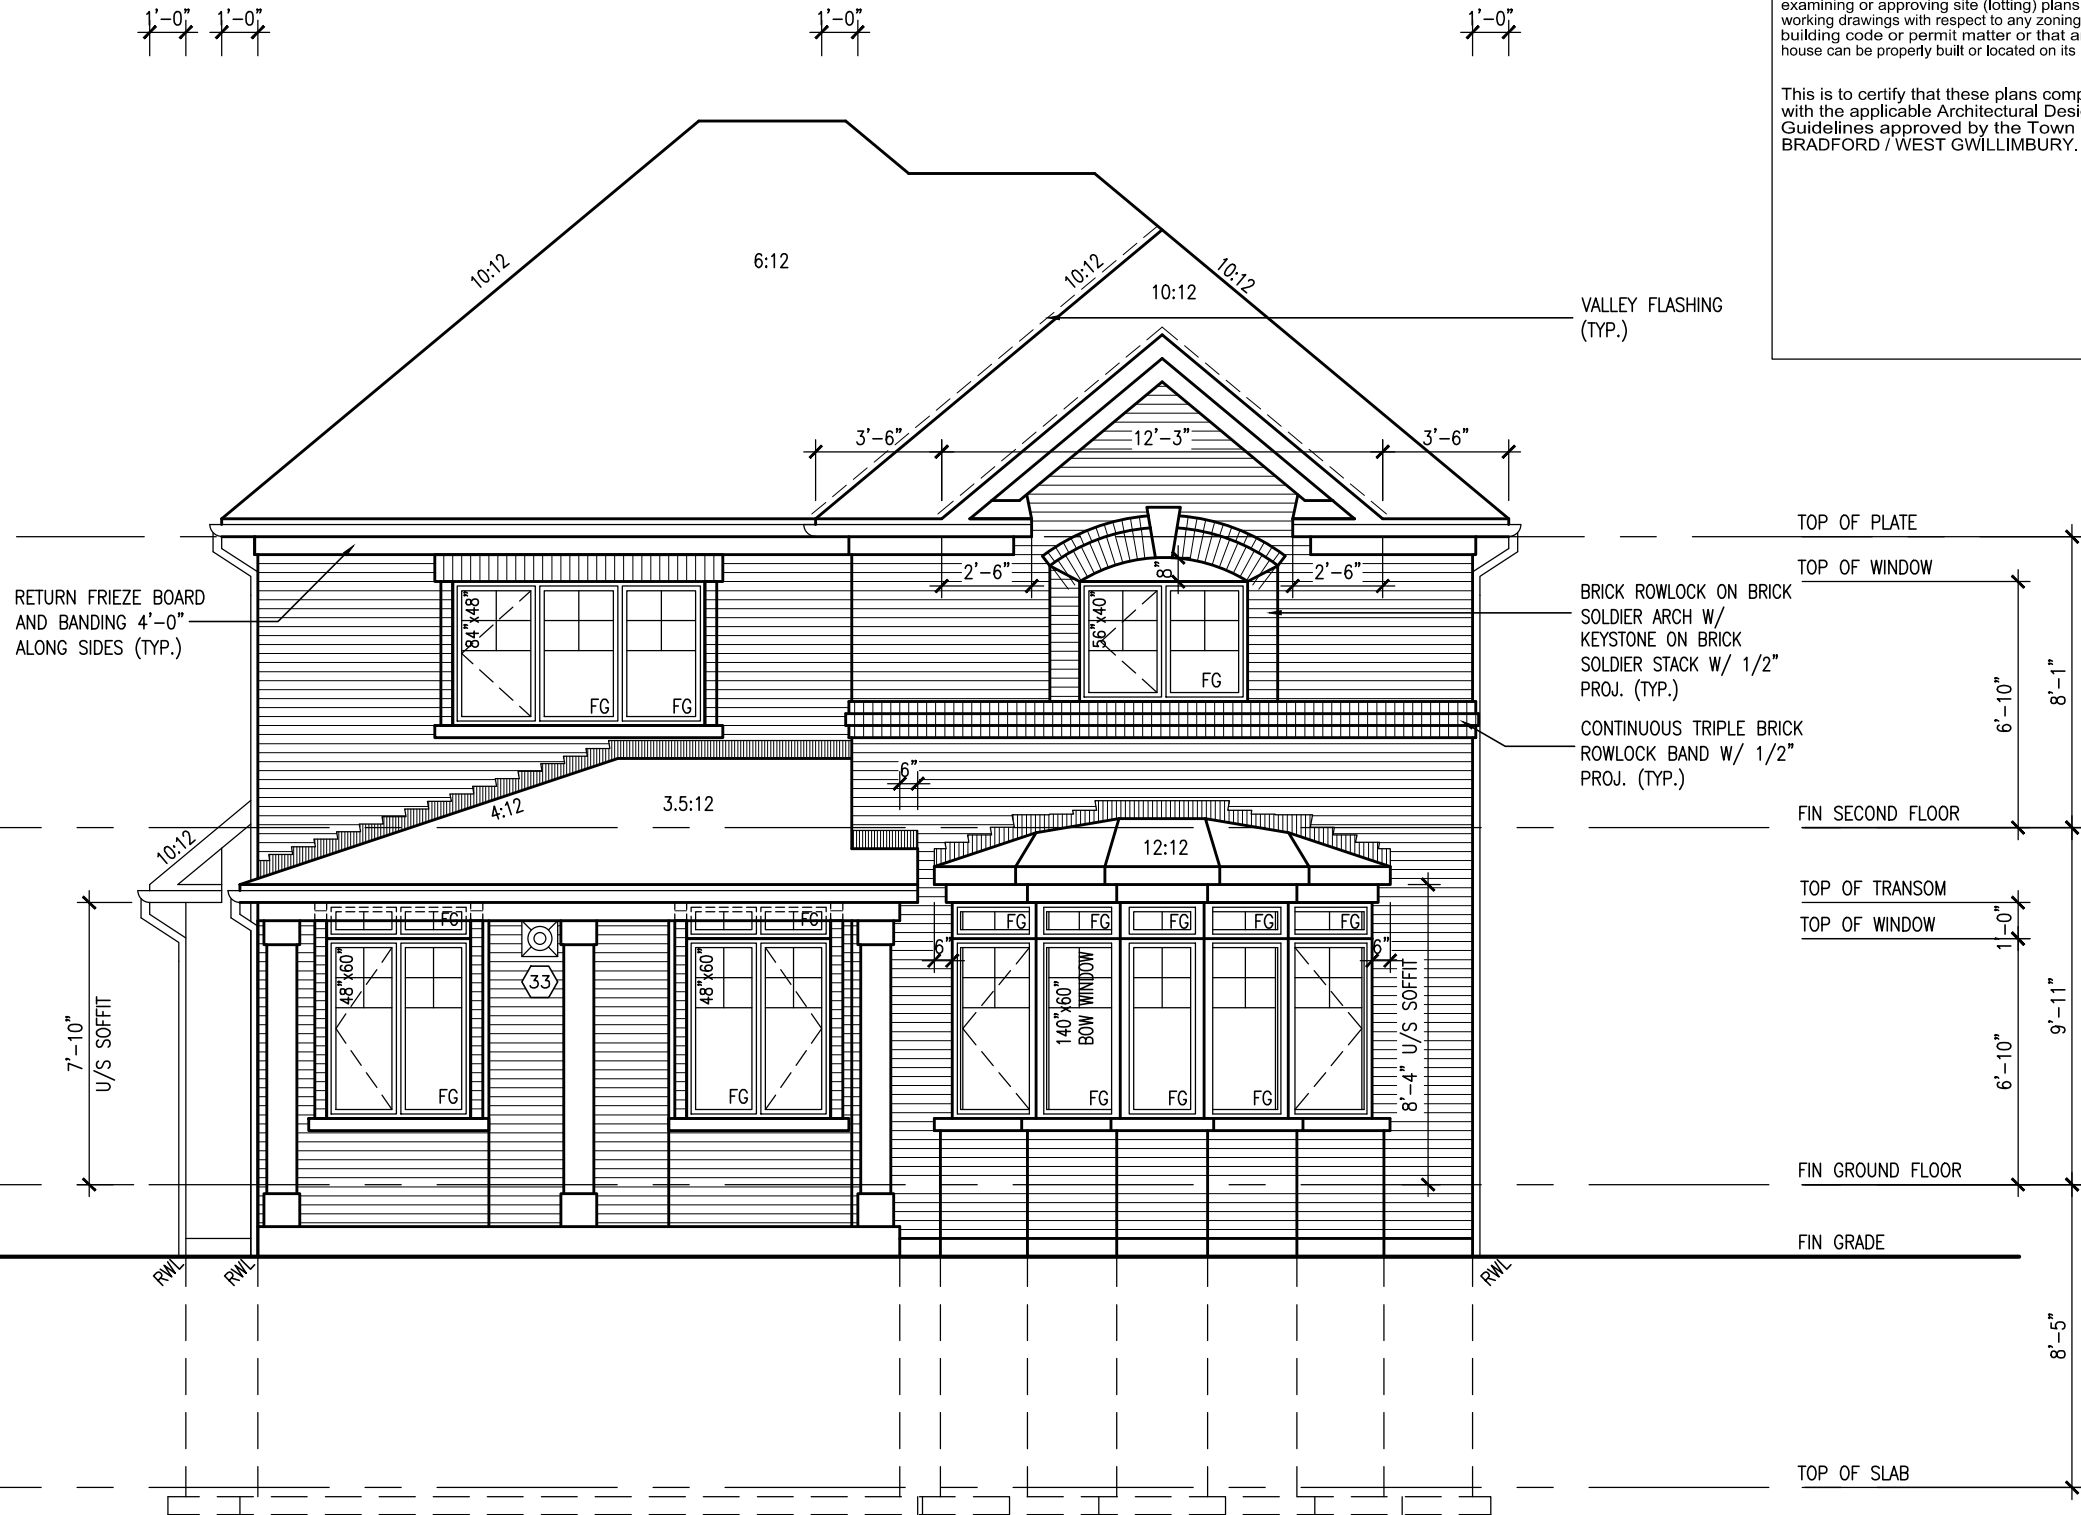 1'-0" 1'-0" 1'-0" 1'-0"
examining or approving site (lotting) plans
working drawings with respect to any zoning
building code or permit matter or that
house can be properly built or located on its
This is to certify that these plans
with the applicable Architectural
Guidelines approved by the Town
BRADFORD / WEST GWILLIMBURY.
10:12
6:12
10:12
10:12
10:12
VALLEY FLASHING
(TYP.)
3'-6" 12'-3" 3'-6"
TOP OF PLATE
TOP OF WINDOW
RETURN FRIEZE BOARD
AND BANDING 4'-0"
ALONG SIDES (TYP.)
84"x48"
FG FG
2'-6" 8" 2'-6"
56"x40"
FG
BRICK ROWLOCK ON BRICK
SOLDIER ARCH W/
KEYSTONE ON BRICK
SOLDIER STACK W/ 1/2"
PROJ. (TYP.)
CONTINUOUS TRIPLE BRICK
ROWLOCK BAND W/ 1/2"
PROJ. (TYP.)
6'-10"
8'-1"
6"
4:12
3.5:12
10:12
12:12
FIN SECOND FLOOR
TOP OF TRANSOM
TOP OF WINDOW
1'-0"
FG FG FG FG FG FG FG
6" 6"
48"x60"
33
48"x60"
140"x60"
BOW WINDOW
8'-4" U/S SOFFIT
7'-10"
U/S SOFFIT
6'-10"
9'-11"
FG FG FG FG FG
FIN GROUND FLOOR
FIN GRADE
RWL RWL RWL
8'-5"
TOP OF SLAB